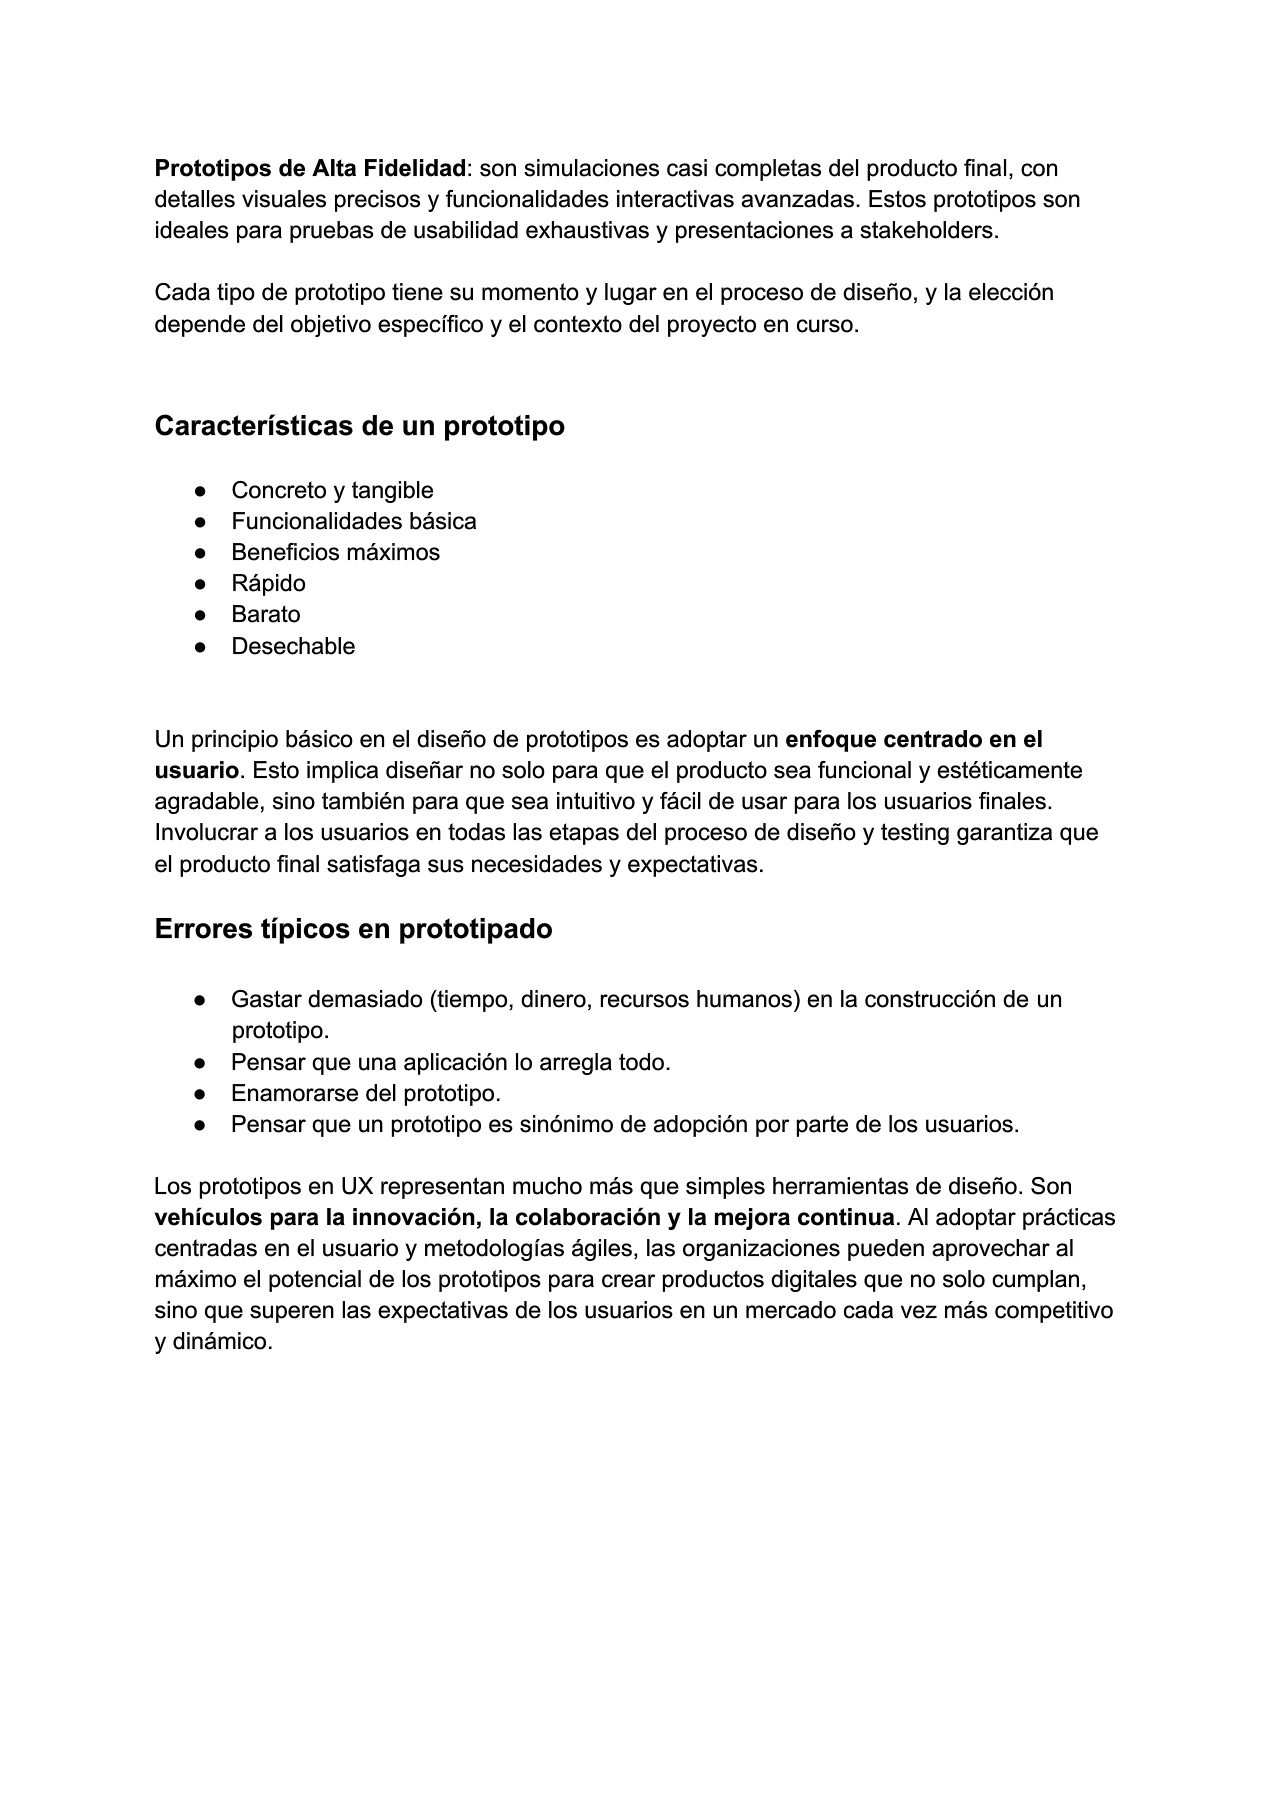 Prototipos de Alta Fidelidad: son simulaciones casi completas del producto final, con
detalles visuales precisos y funcionalidades interactivas avanzadas. Estos prototipos son
ideales para pruebas de usabilidad exhaustivas y presentaciones a stakeholders.
Cada tipo de prototipo tiene su momento y lugar en el proceso de diseño, y la elección
depende del objetivo específico y el contexto del proyecto en curso.
Características de un prototipo
● Concreto y tangible
● Funcionalidades básica
● Beneficios máximos
● Rápido
● Barato
● Desechable
Un principio básico en el diseño de prototipos es adoptar un enfoque centrado en el
usuario. Esto implica diseñar no solo para que el producto sea funcional y estéticamente
agradable, sino también para que sea intuitivo y fácil de usar para los usuarios finales.
Involucrar a los usuarios en todas las etapas del proceso de diseño y testing garantiza que
el producto final satisfaga sus necesidades y expectativas.
Errores típicos en prototipado
● Gastar demasiado (tiempo, dinero, recursos humanos) en la construcción de un
prototipo.
● Pensar que una aplicación lo arregla todo.
● Enamorarse del prototipo.
● Pensar que un prototipo es sinónimo de adopción por parte de los usuarios.
Los prototipos en UX representan mucho más que simples herramientas de diseño. Son
vehículos para la innovación, la colaboración y la mejora continua. Al adoptar prácticas
centradas en el usuario y metodologías ágiles, las organizaciones pueden aprovechar al
máximo el potencial de los prototipos para crear productos digitales que no solo cumplan,
sino que superen las expectativas de los usuarios en un mercado cada vez más competitivo
y dinámico.